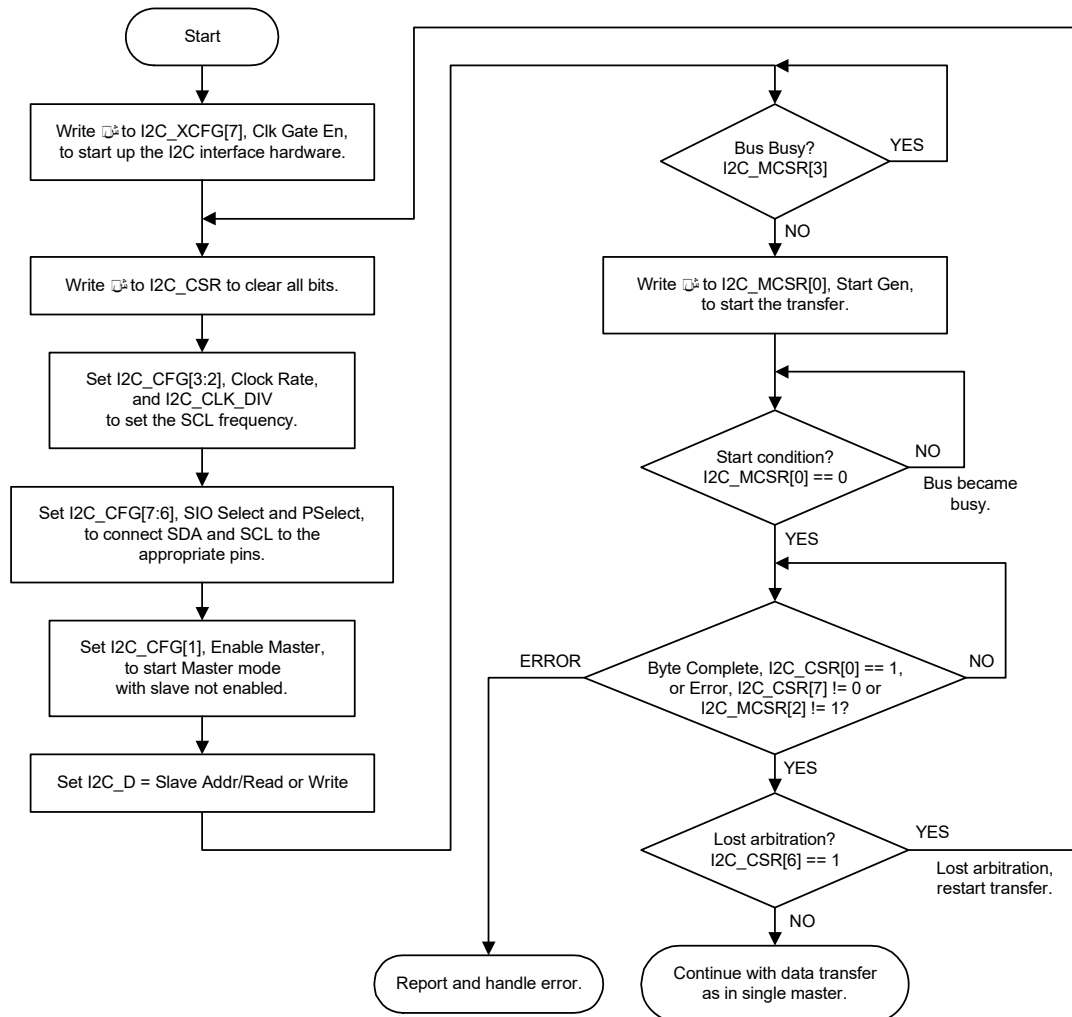 Start
Write to I2C_XCFG[7], Clk Gate En,
to start up the I2C interface hardware.
Write to I2C_CSR to clear all bits.
Set I2C_CFG[3:2], Clock Rate,
and I2C_CLK_DIV
to set the SCL frequency.
Set I2C_CFG[7:6], SIO Select and PSelect,
to connect SDA and SCL to the
appropriate pins.
Set I2C_CFG[1], Enable Master,
to start Master mode
with slave not enabled.
Set I2C_D = Slave Addr/Read or Write
Bus Busy?
I2C_MCSR[3]
YES
NO
Write to I2C_MCSR[0], Start Gen,
to start the transfer.
Start condition?
I2C_MCSR[0] == 0
NO
Bus became
busy.
YES
Byte Complete, I2C_CSR[0] == 1,
or Error, I2C_CSR[7] != 0 or
I2C_MCSR[2] != 1?
ERROR
NO
YES
Lost arbitration?
I2C_CSR[6] == 1
YES
Lost arbitration,
restart transfer.
NO
Report and handle error.
Continue with data transfer
as in single master.